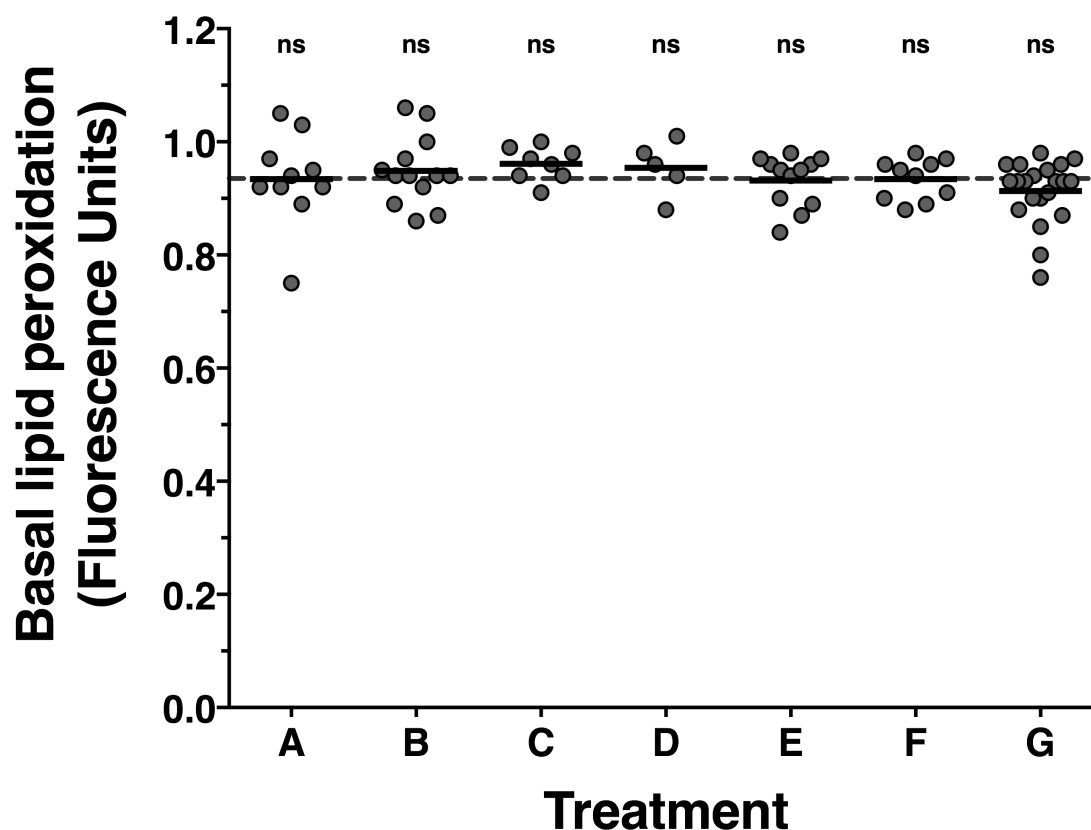 Basal lipid peroxidation
(Fluorescence Units)
1.2
1.0
0.8
0.6
0.4
0.2
0.0
ns ns ns ns ns ns ns
A B C D E F G
Treatment